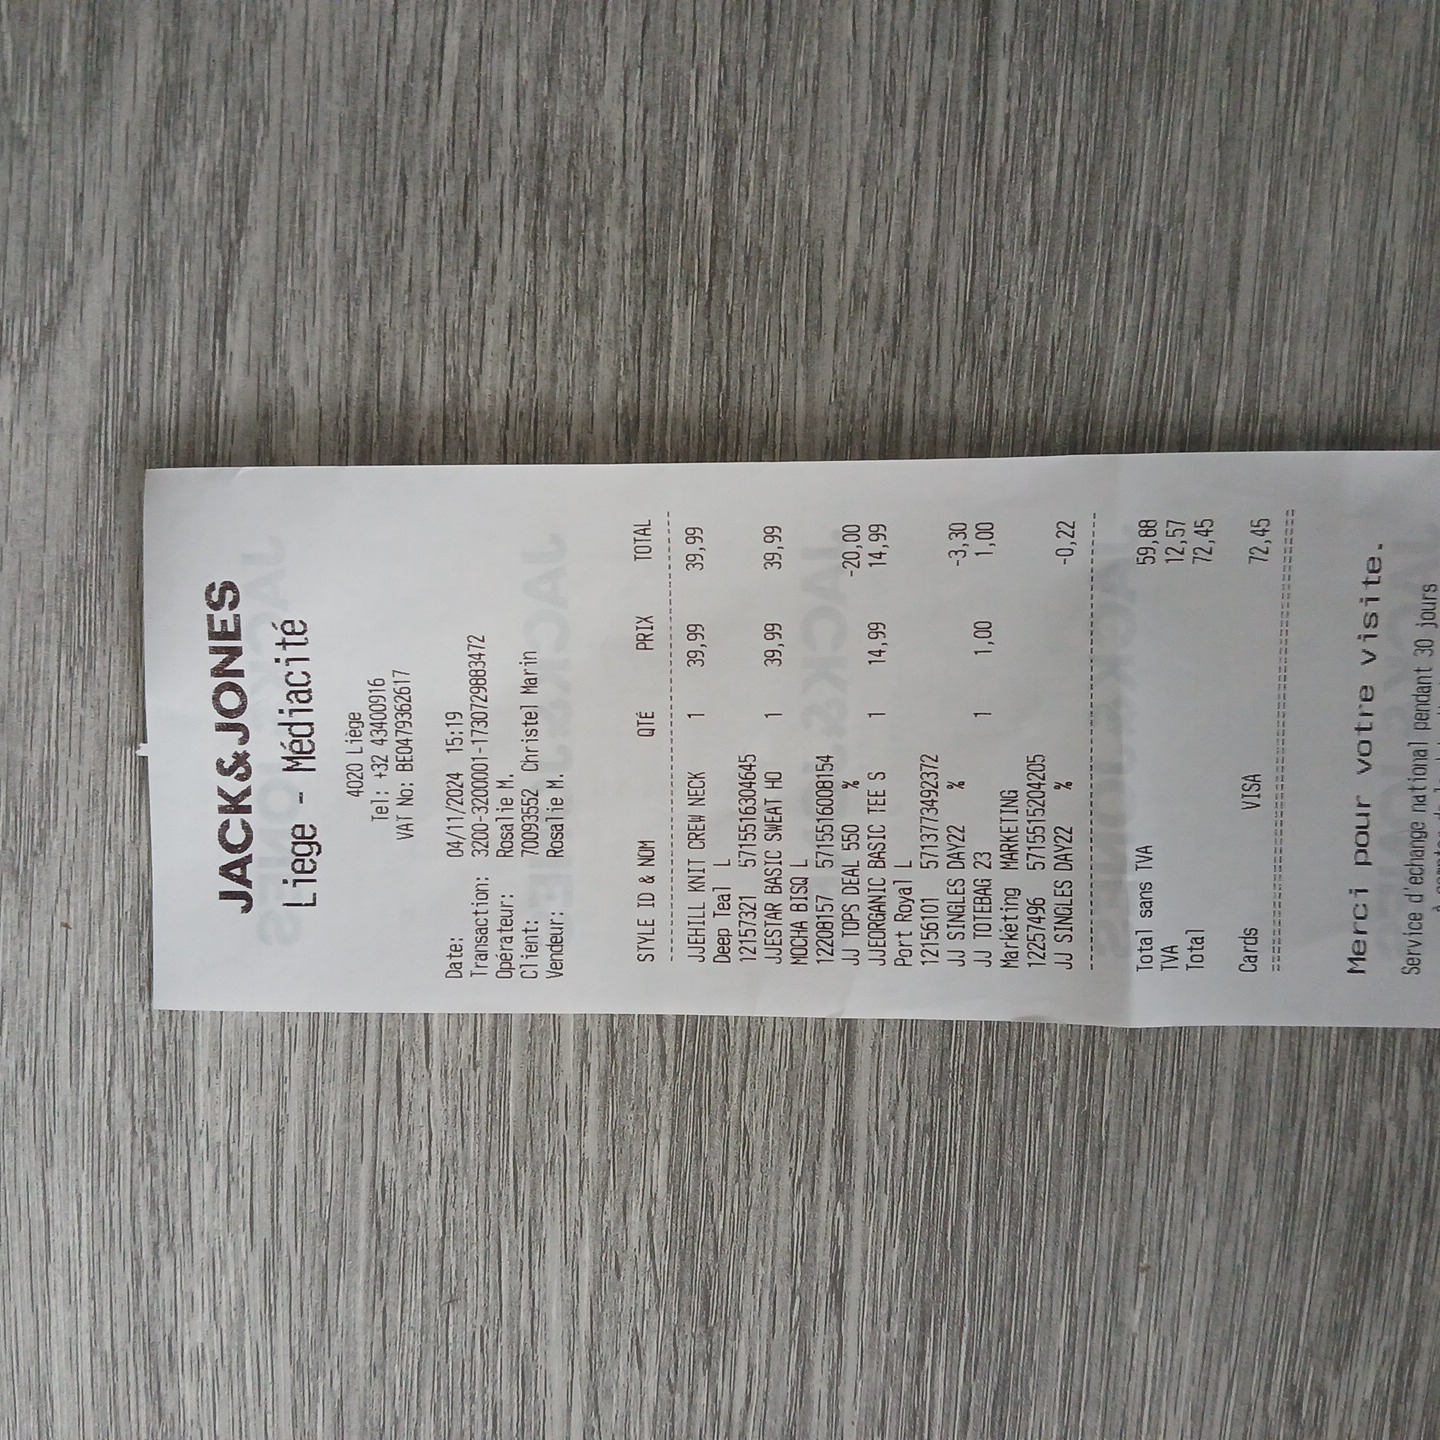 JACK&JONES
Liege - Médiacité
4020 Liège
Tel: +32 43400916
VAT No: BE0479362617
Date: 04/11/2024 15:19
Transaction: 3200-3200001-1730729883472
Opérateur: Rosalie M.
Client: 70093552 Christel Marin
Vendeur: Rosalie M.
STYLE ID & NOM QTÉ PRIX TOTAL
JJEHILL KNIT CREW NECK 1 39,99 39,99
Deep Teal L
12157321 5715516304645
JJESTAR BASIC SWEAT HO 1 39,99 39,99
MOCHA BISQ L
12208157 5715516008154
JJ TOPS DEAL 550 % -20,00
JJEORGANIC BASIC TEE S 1 14,99 14,99
Port Royal L
12156101 5713773492372
JJ SINGLES DAY22 % -3,30
JJ TOTEBAG 23 1 1,00 1,00
Marketing MARKETING
12257496 5715515204205
JJ SINGLES DAY22 % -0,22
Total sans TVA 59,88
TVA 12,57
Total 72,45
Cards VISA 72,45
Merci pour votre visite.
Service d'échange national pendant 30 jours